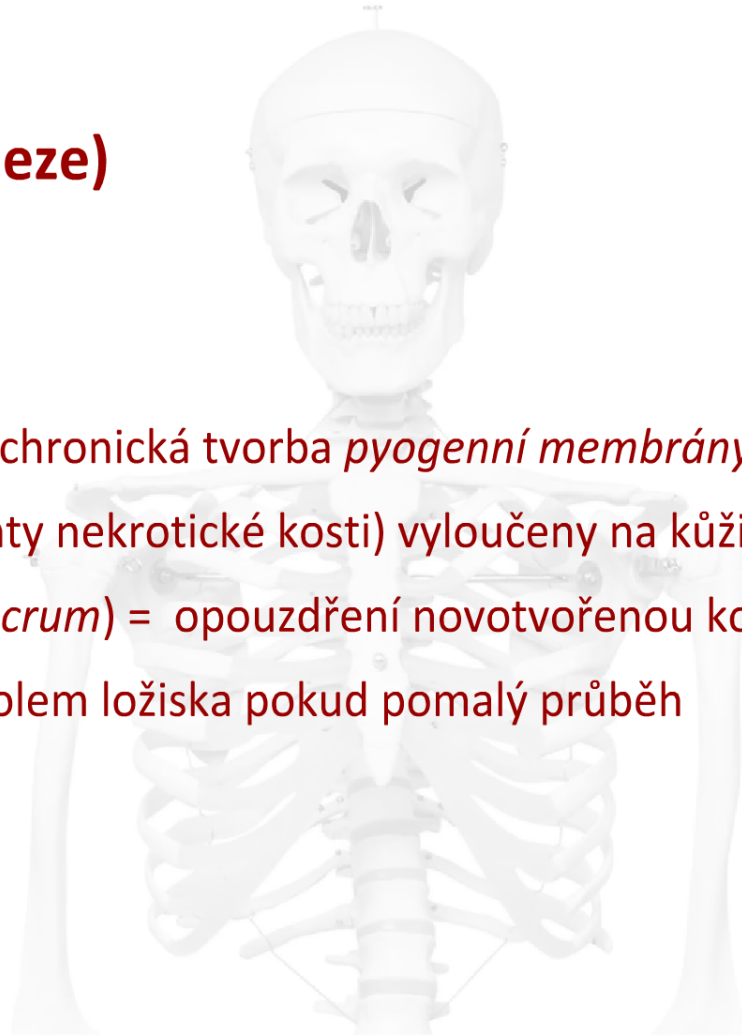 eze)
chronická tvorba pyogenní membrány
nty nekrotické kosti) vyloučeny na kůži
crum) = opouzdření novotvořenou ko
olem ložiska pokud pomalý průběh